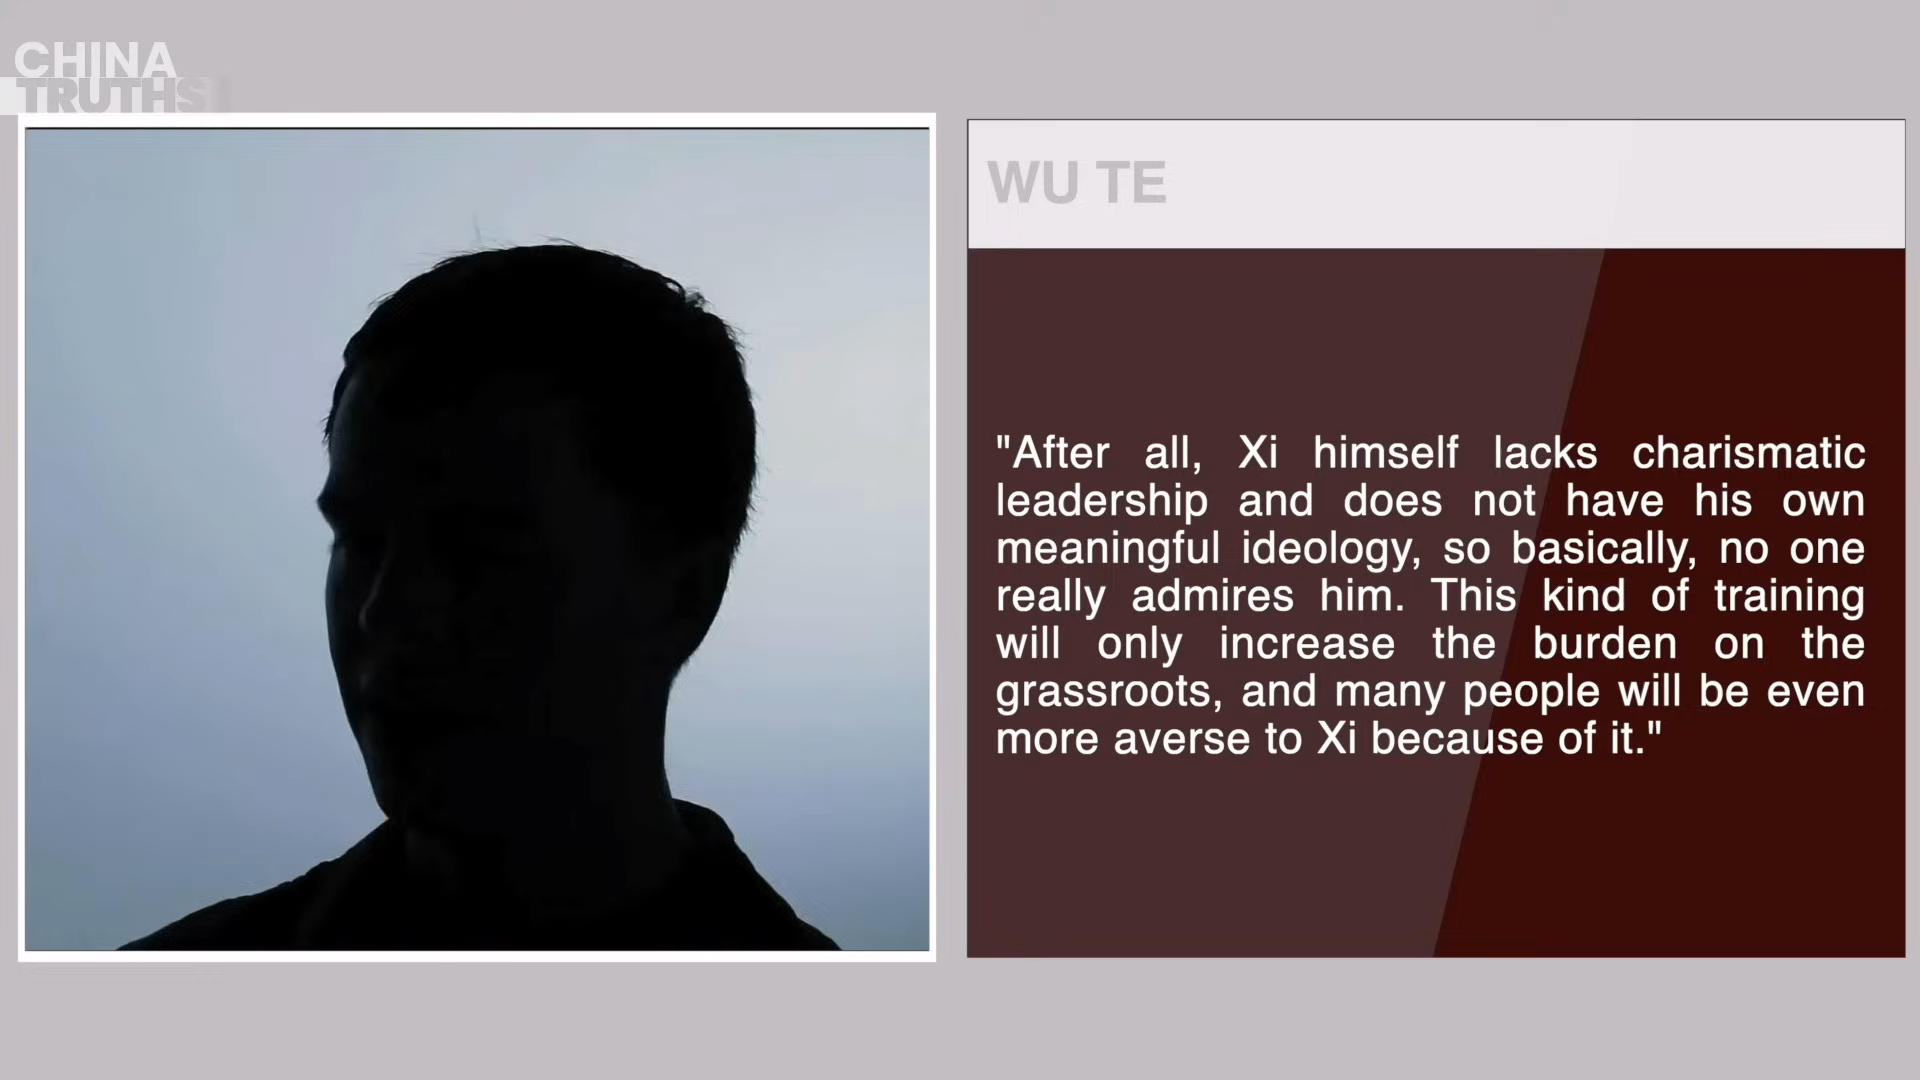 CHINA
TRUTHS
WU TE
"After all, Xi himself lacks charismatic
leadership and does not have his own
meaningful ideology, so basically, no one
really admires him. This kind of training
will only increase the burden on the
grassroots, and many people will be even
more averse to Xi because of it."